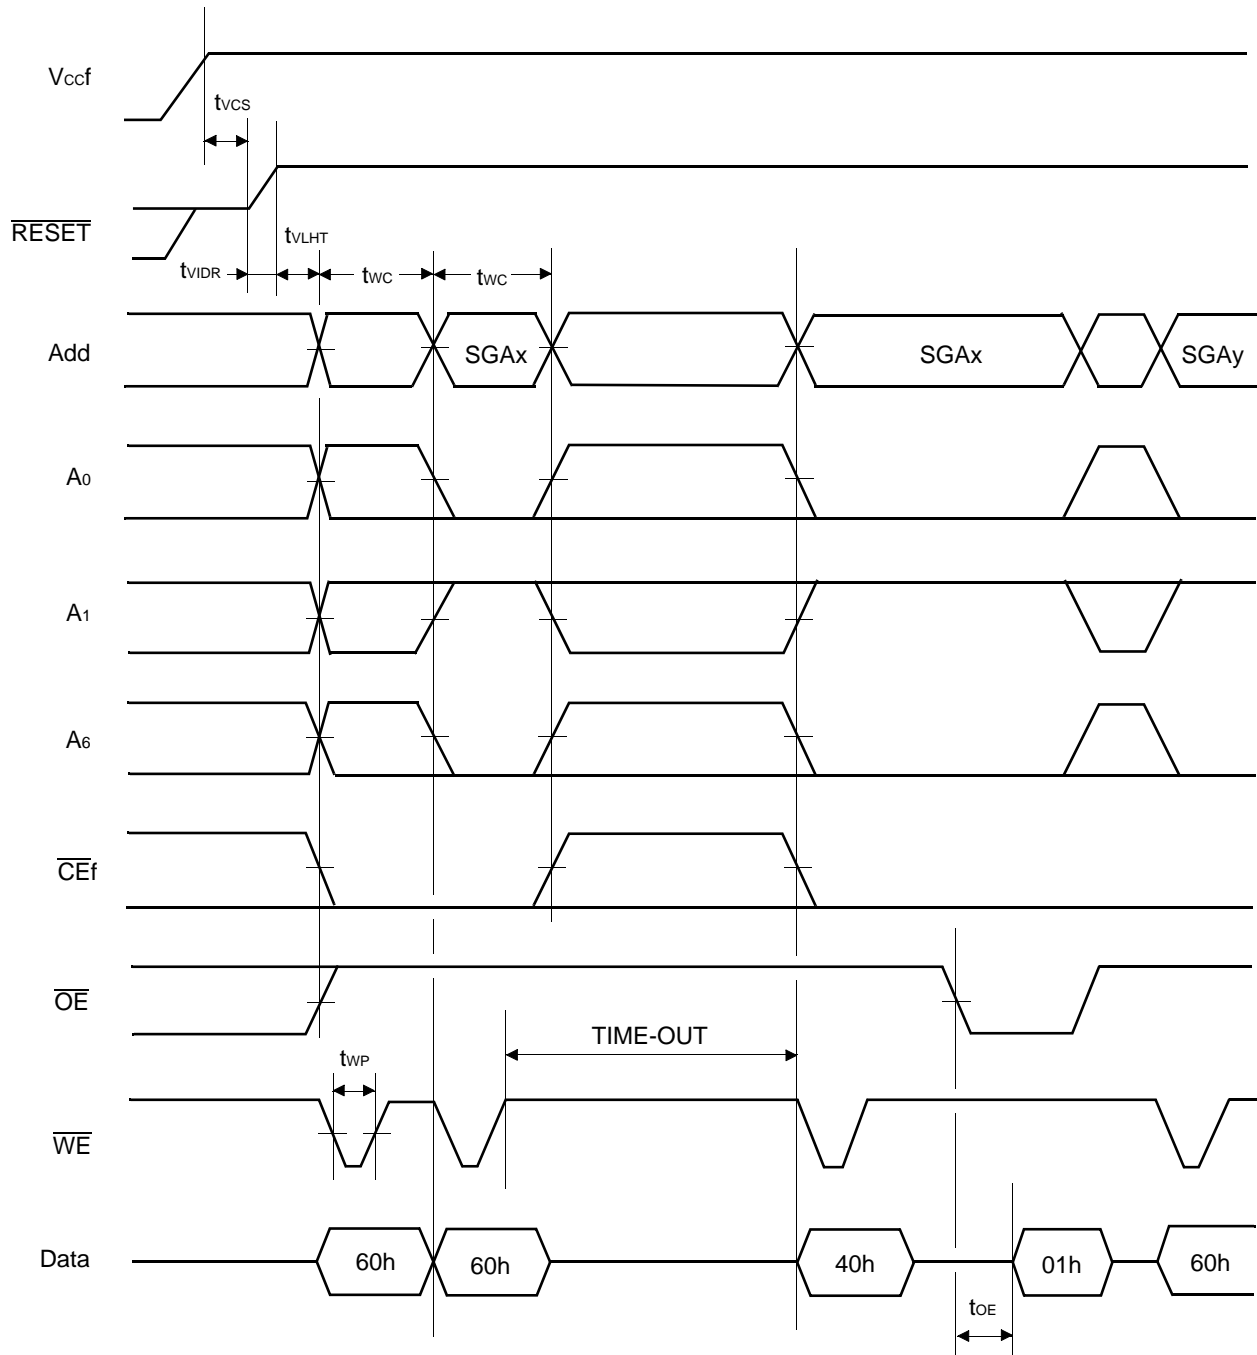 VCCf
tVCS
RESET
tVLHT
tVIDR
tWC
tWC
Add
SGAx
SGAx
SGAy
A0
A1
A6
CEf
OE
TIME-OUT
tWP
WE
Data
60h
60h
40h
01h
60h
tOE